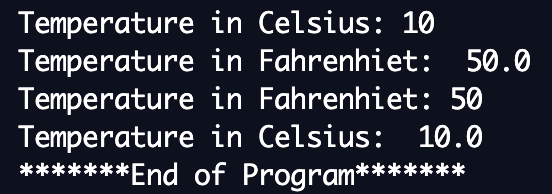 Temperature in Celsius: 10
Temperature in Fahrenhiet:  50.0
Temperature in Fahrenhiet: 50
Temperature in Celsius:  10.0
*******End of Program*******